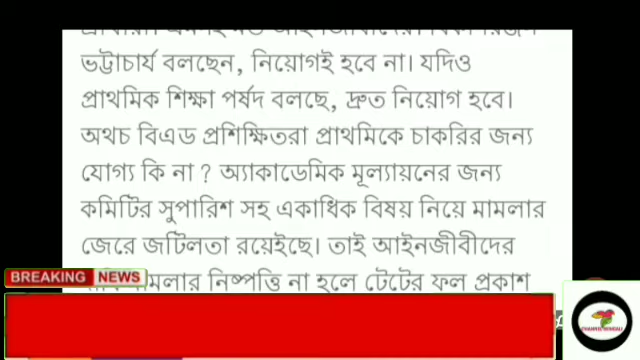 ভট্টাচার্য বলছেন, নিয়োগই হবে না। যদিও
প্রাথমিক শিক্ষা পর্ষদ বলছে, দ্রুত নিয়োগ হবে।
অথচ বিএড প্রশিক্ষিতরা প্রাথমিকে চাকরির জন্য
যোগ্য কি না ? অ্যাকাডেমিক মূল্যায়নের জন্য
কমিটির সুপারিশ সহ একাধিক বিষয় নিয়ে মামলার
জেরে জটিলতা রয়েইছে। তাই আইনজীবীদের
মামলার নিষ্পত্তি না হলে টেটের ফল প্রকাশ
BREAKING NEWS